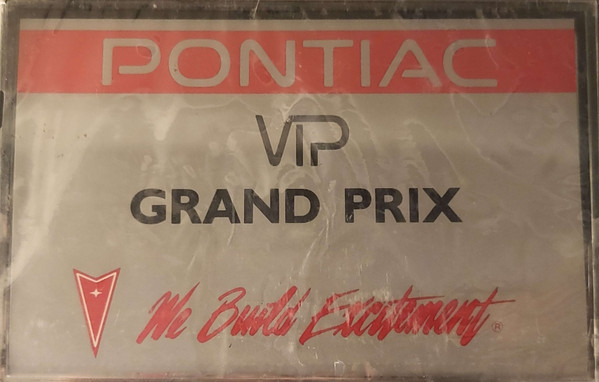 PONTIAC
VIP
GRAND PRIX
We Build Excitement ®